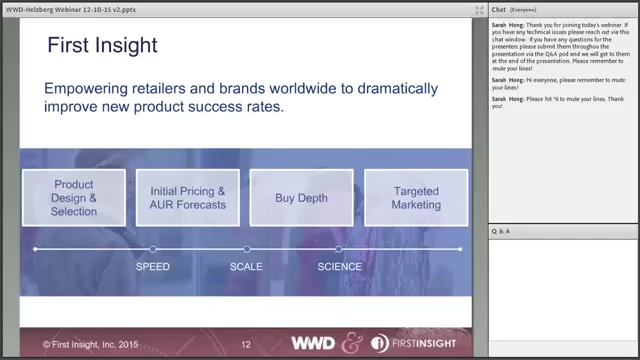 WWD-Helzberg Webinar 12-10-15 v2.pptx
First Insight
Empowering retailers and brands worldwide to dramatically
improve new product success rates.
Product
Design &
Selection
Initial Pricing &
AUR Forecasts
Buy Depth
Targeted
Marketing
SPEED
SCALE
SCIENCE
© First Insight, Inc, 2015
12
WWD & FIRSTINSIGHT
Chat (Everyone)
Sarah Hong: Thank you for joining today's webinar. If
you have any technical issues please reach out via this
chat window. If you have any questions for the
presenters please submit them throughout the
presentation via the Q&A pod and we will get to them
at the end of the presentation. Please remember to
mute your lines!
Sarah Hong: Hi everyone, please remember to mute
your lines!
Sarah Hong: Please hit *6 to mute your lines. Thank
you!
Q & A